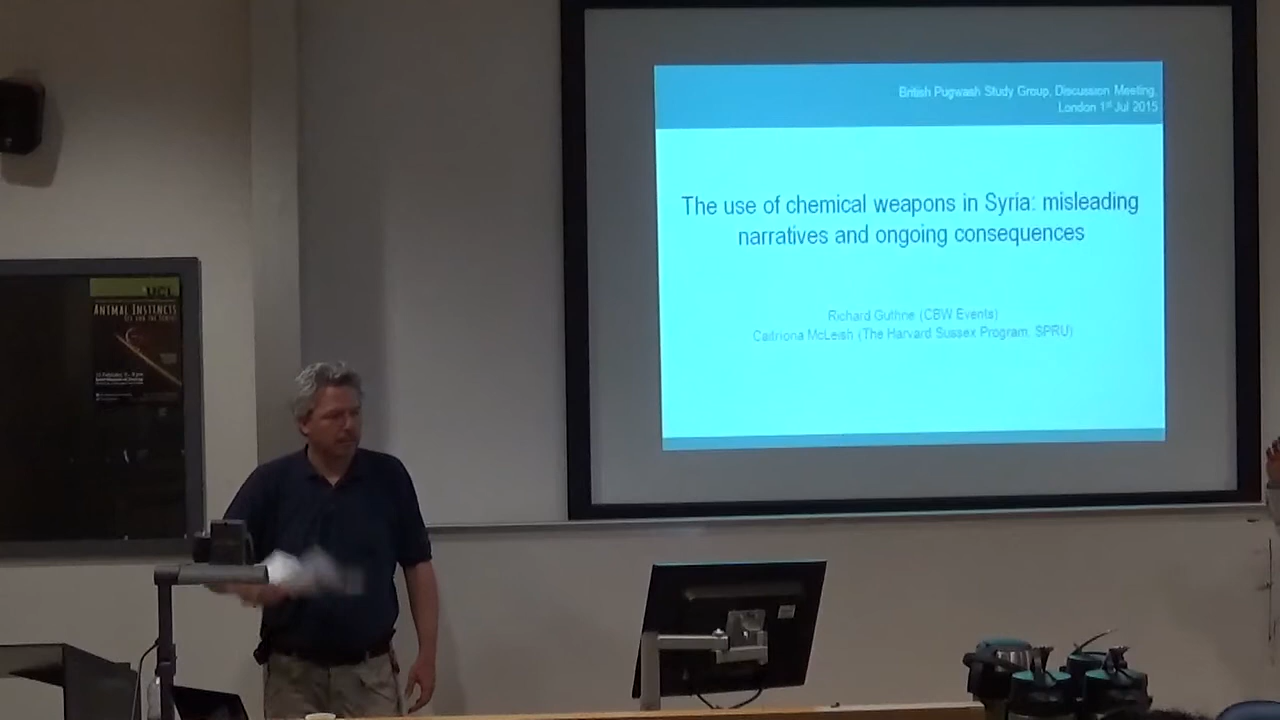 British Pugwash Study Group, Discussion Meeting,
London 1st Jul 2015
The use of chemical weapons in Syria: misleading
narratives and ongoing consequences
Richard Guthrie (CBW Events)
Caitriona McLeish (The Harvard Sussex Program, SPRU)
UCL
ANIMAL INSTINCTS